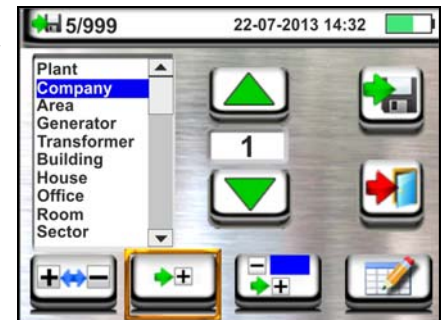 5/999 22-07-2013 14:32
Plant
Company
Area
Generator
Transformer
Building
House
Office
Room
Sector
1